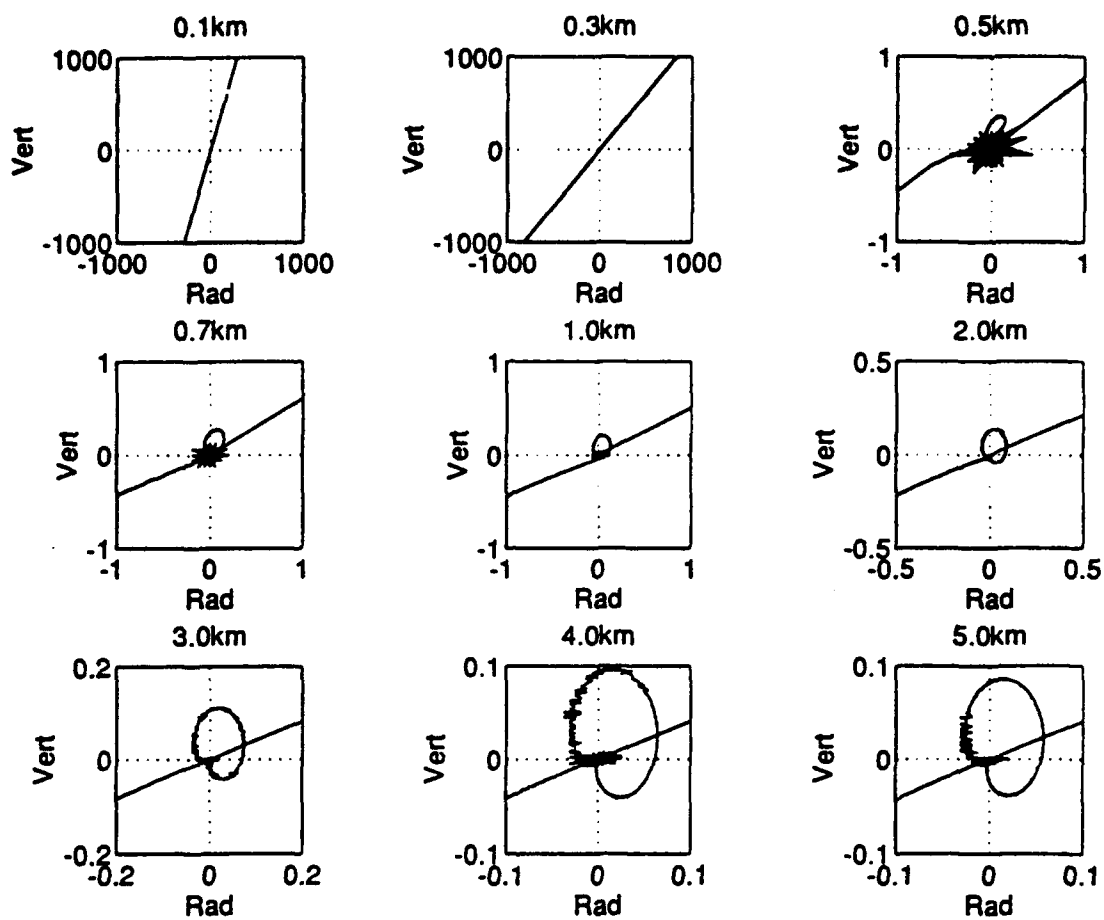 0.1km
0.3km
0.5km
1000
1000
1
Vert
Vert
Vert
0
0
0
-1000
-1000
-1
-1000 0 1000
-1000 0 1000
-1 0 1
Rad
Rad
Rad
0.7km
1.0km
2.0km
1
1
0.5
Vert
Vert
Vert
0
0
0
-1
-1
-0.5
-1 0 1
-1 0 1
-0.5 0 0.5
Rad
Rad
Rad
3.0km
4.0km
5.0km
0.2
0.1
0.1
Vert
Vert
Vert
0
0
0
-0.2
-0.1
-0.1
-0.2 0 0.2
-0.1 0 0.1
-0.1 0 0.1
Rad
Rad
Rad